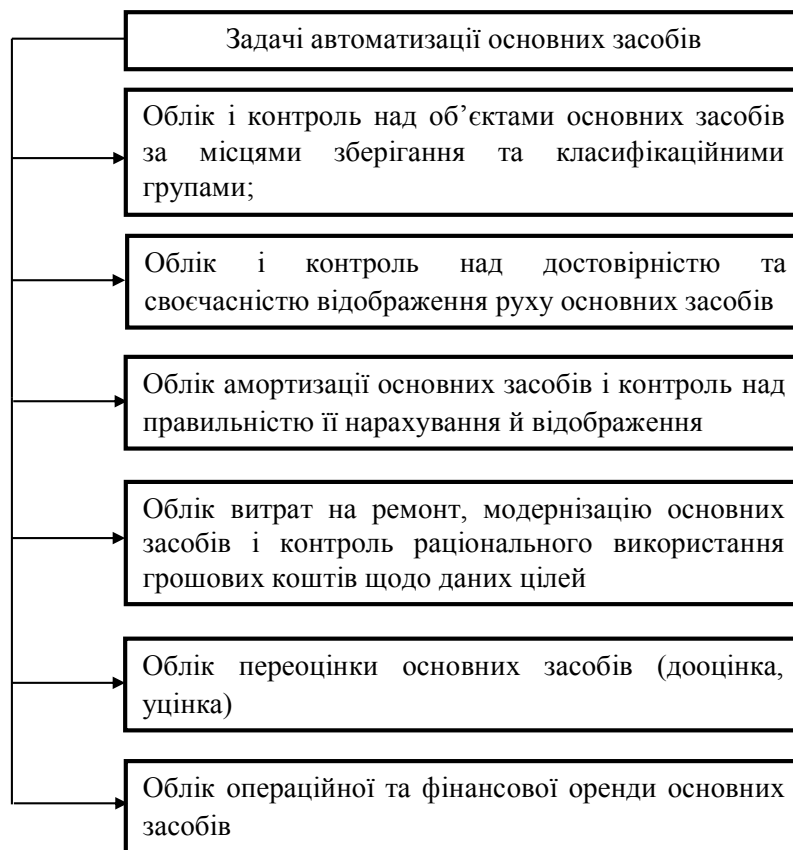 Задачі автоматизації основних засобів
Облік і контроль над об’єктами основних засобів
за місцями зберігання та класифікаційними
групами;
Облік і контроль над достовірністю та
своєчасністю відображення руху основних засобів
Облік амортизації основних засобів і контроль над
правильністю її нарахування й відображення
Облік витрат на ремонт, модернізацію основних
засобів і контроль раціонального використання
грошових коштів щодо даних цілей
Облік переоцінки основних засобів (дооцінка,
уцінка)
Облік операційної та фінансової оренди основних
засобів